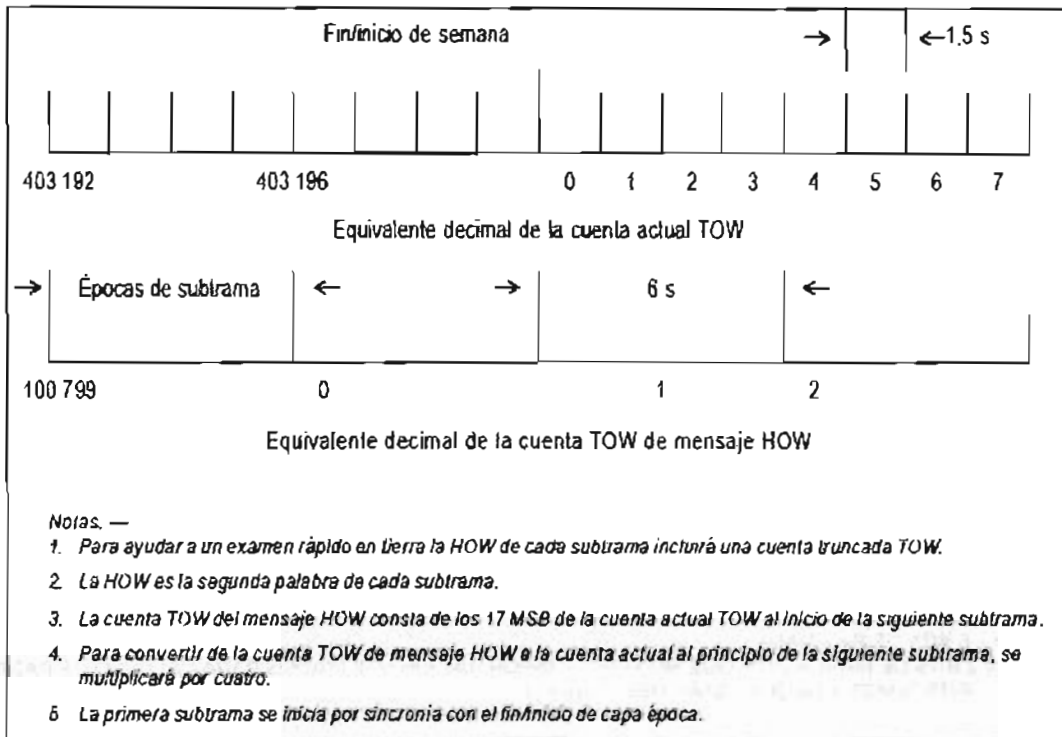 Fin/inicio de semana → ←1,5 s
403 192 403 196 0 1 2 3 4 5 6 7
Equivalente decimal de la cuenta actual TOW
→ Épocas de subtrama ← → 6 s ←
100 799 0 1 2
Equivalente decimal de la cuenta TOW de mensaje HOW
Notas. —
1. Para ayudar a un examen rápido en tierra la HOW de cada subtrama incluirá una cuenta truncada TOW.
2 La HOW es la segunda palabra de cada subtrama.
3. La cuenta TOW del mensaje HOW consta de los 17 MSB de la cuenta actual TOW al inicio de la siguiente subtrama.
4. Para convertir de la cuenta TOW de mensaje HOW a la cuenta actual al principio de la siguiente subtrama, se
multiplicará por cuatro.
5 La primera subtrama se inicia por sincronía con el fin/inicio de capa época.